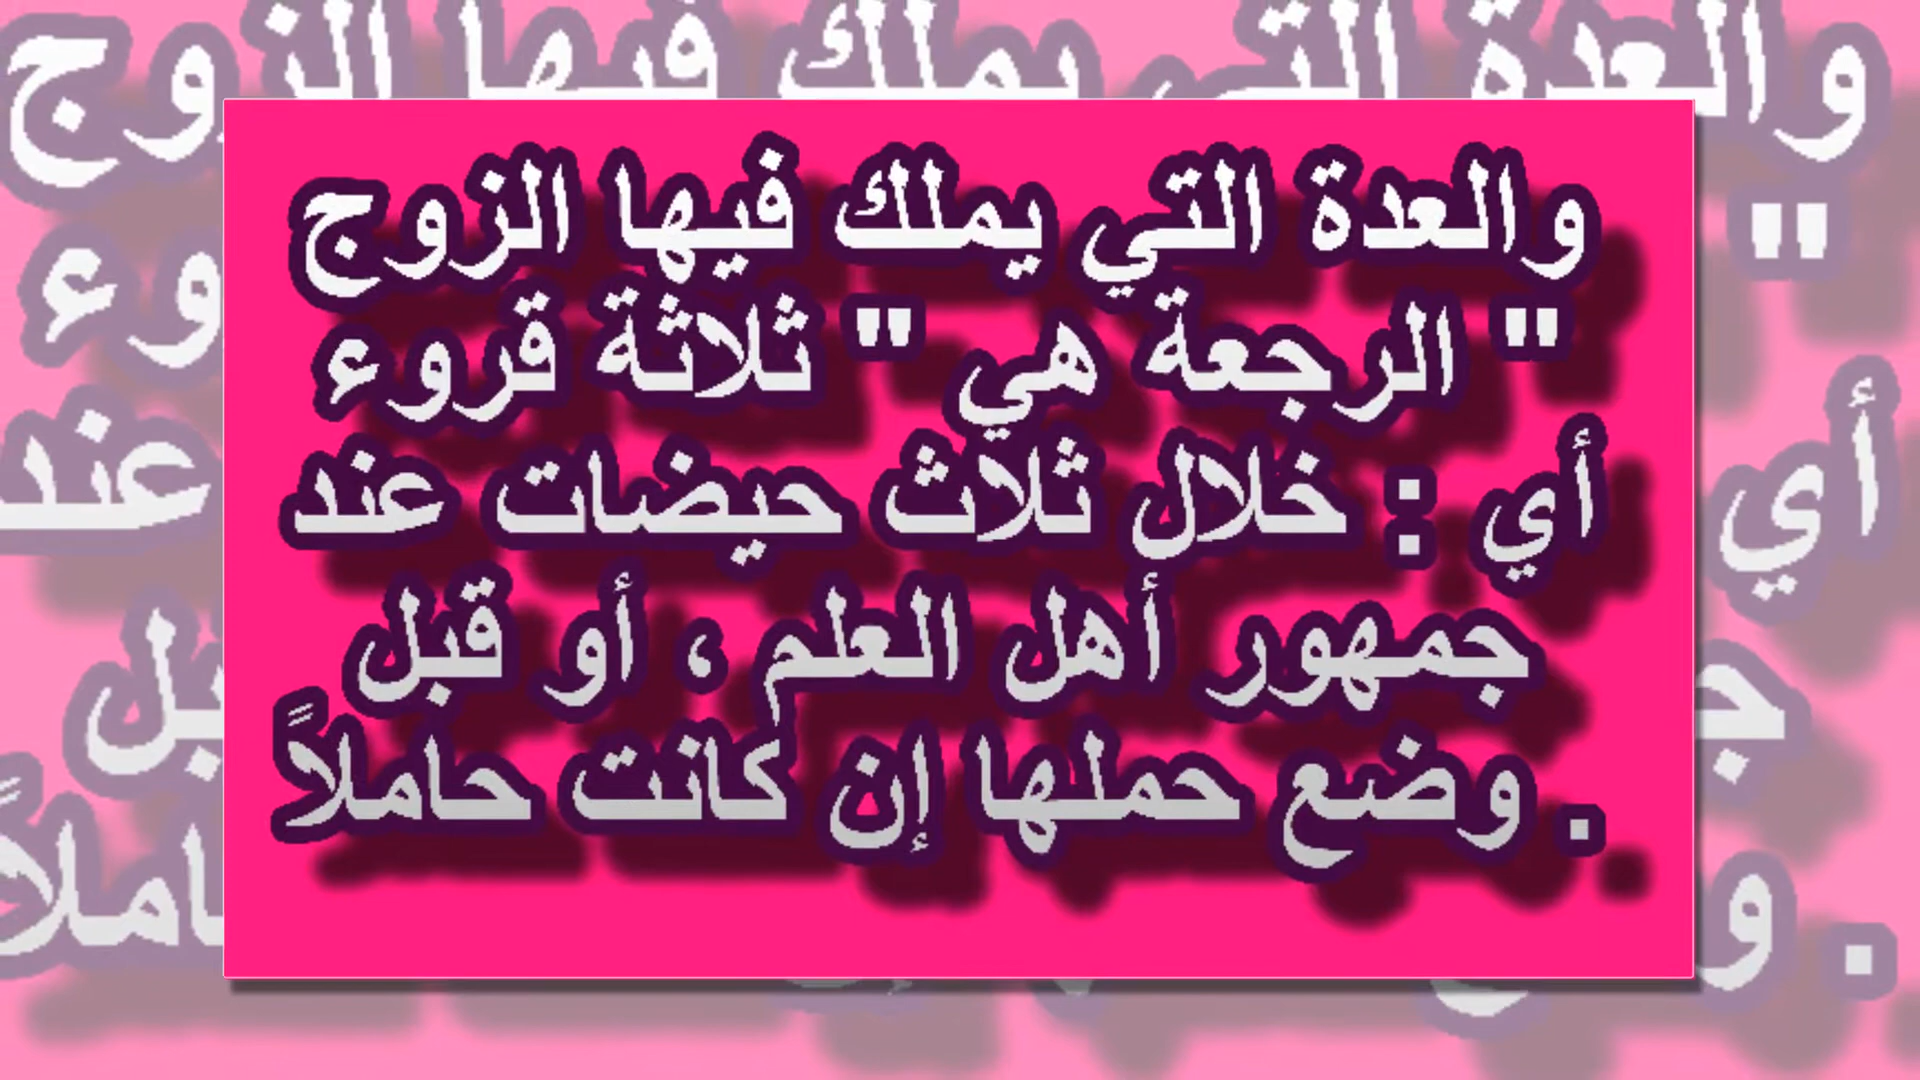 والعدة التي يملك فيها الزوج
" الرجعة هي " ثلاثة قروء
أي : خلال ثلاث حيضات عند
جمهور أهل العلم ، أو قبل
. وضع حملها إن كانت حاملاً